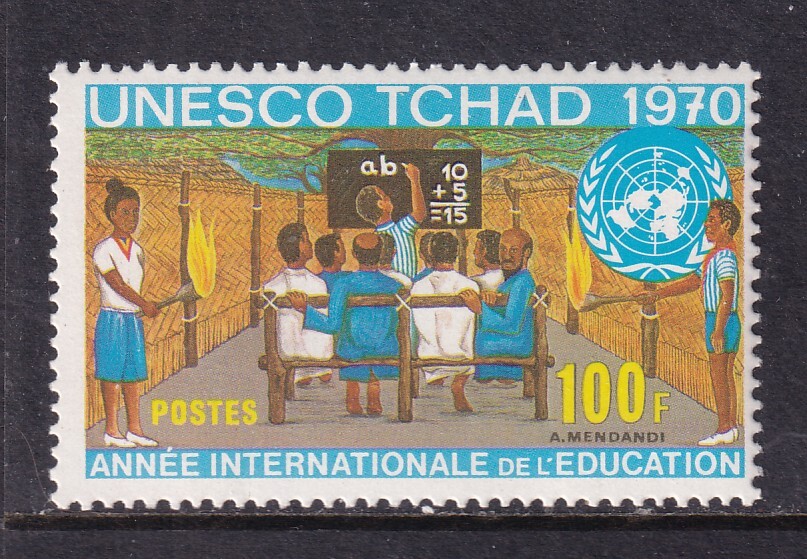 UNESCO TCHAD 1970
ab
10
+ 5
=15
POSTES
100F
A. MENDANDI
ANNÉE INTERNATIONALE DE L'EDUCATION